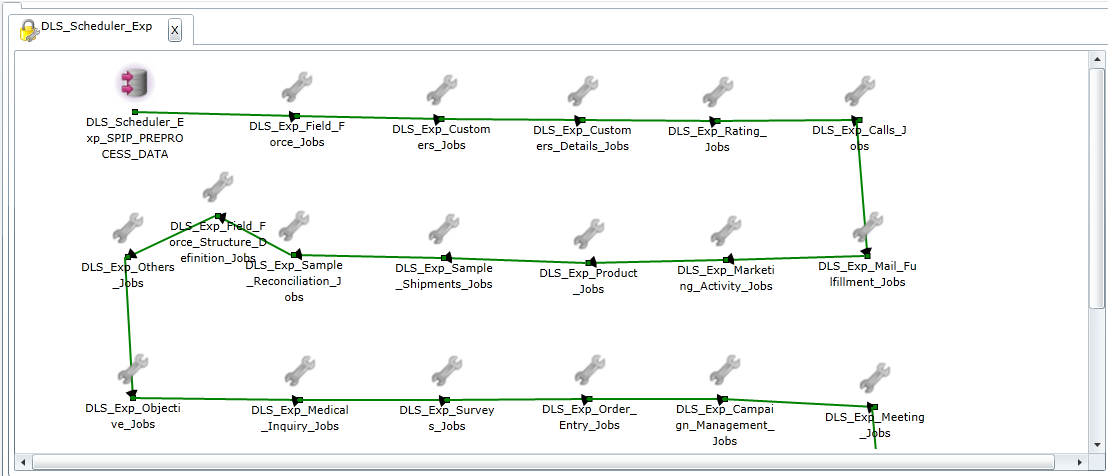 DLS_Scheduler_Exp
X
DLS_Scheduler_E
xp_SPIP_PREPRO
CESS_DATA
DLS_Exp_Field_F
orce_Jobs
DLS_Exp_Custom
ers_Jobs
DLS_Exp_Custom
ers_Details_Jobs
DLS_Exp_Rating_
Jobs
DLS_Exp_Calls_J
obs
DLS_Exp_Others
_Jobs
DLS_Exp_Field_F
orce_Structure_D
efinition_Jobs
DLS_Exp_Sample
_Reconciliation_J
obs
DLS_Exp_Sample
_Shipments_Jobs
DLS_Exp_Product
_Jobs
DLS_Exp_Marketi
ng_Activity_Jobs
DLS_Exp_Mail_Fu
lfillment_Jobs
DLS_Exp_Objecti
ve_Jobs
DLS_Exp_Medical
_Inquiry_Jobs
DLS_Exp_Survey
s_Jobs
DLS_Exp_Order_
Entry_Jobs
DLS_Exp_Campai
gn_Management_
Jobs
DLS_Exp_Meeting
_Jobs